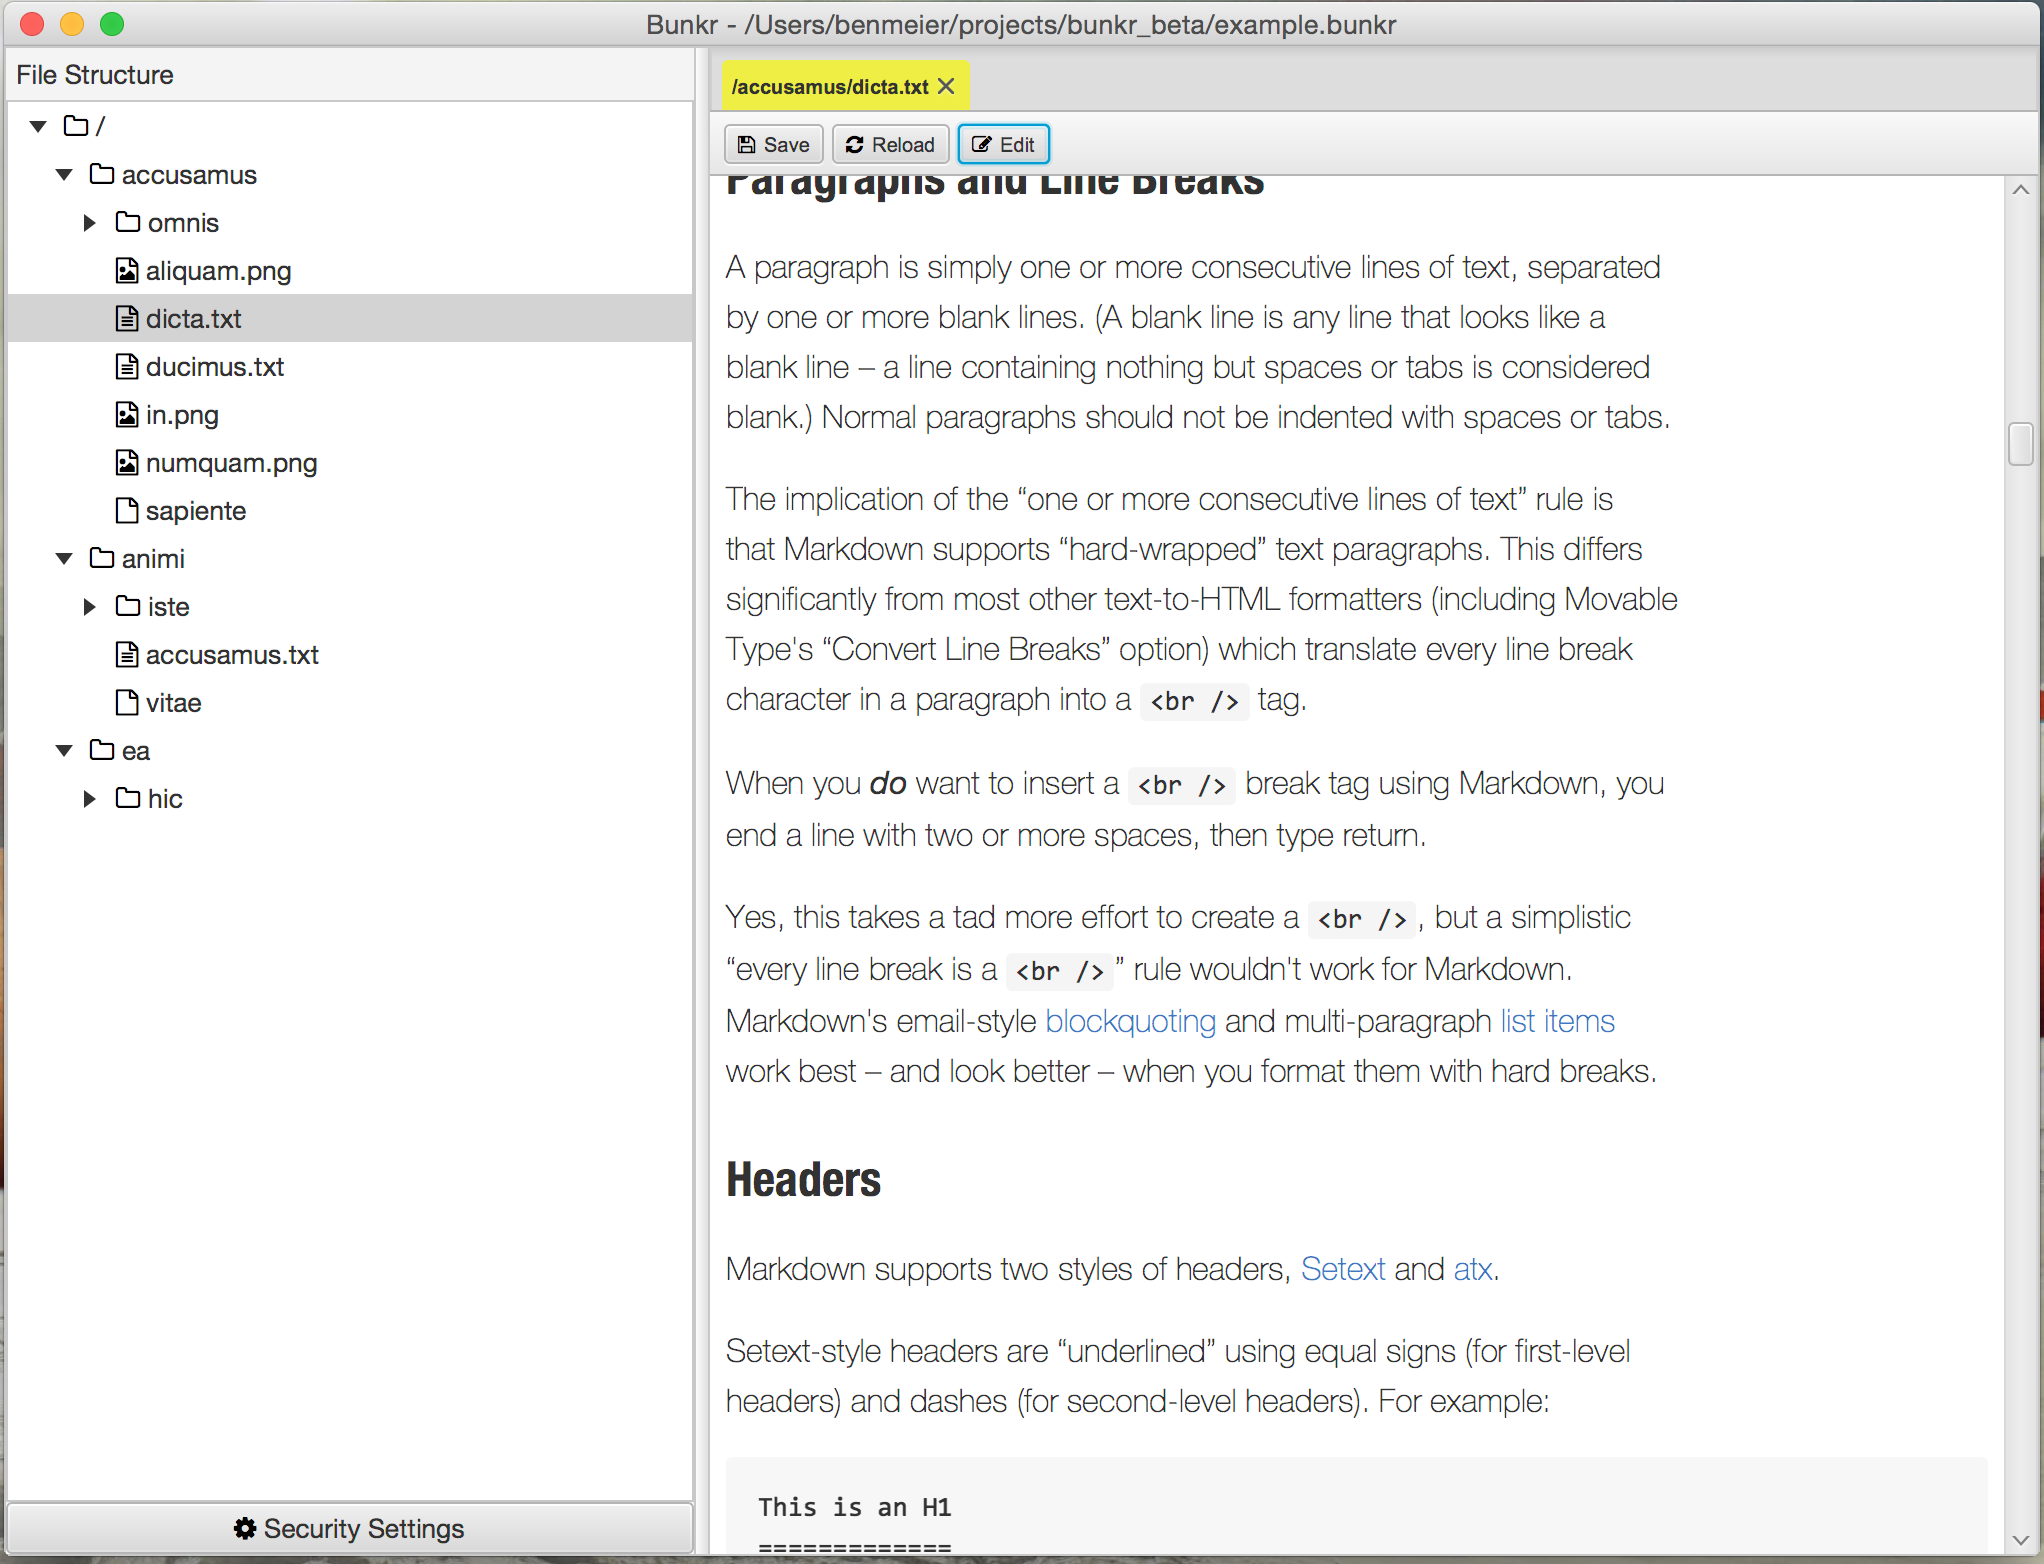 Bunkr - /Users/benmeier/projects/bunkr_beta/example.bunkr
File Structure
/
accusamus
omnis
aliquam.png
dicta.txt
ducimus.txt
in.png
numquam.png
sapiente
animi
iste
accusamus.txt
vitae
ea
hic
Security Settings
/accusamus/dicta.txt
Save Reload Edit
Paragraphs and Line Breaks
A paragraph is simply one or more consecutive lines of text, separated
by one or more blank lines. (A blank line is any line that looks like a
blank line – a line containing nothing but spaces or tabs is considered
blank.) Normal paragraphs should not be indented with spaces or tabs.
The implication of the “one or more consecutive lines of text” rule is
that Markdown supports “hard-wrapped” text paragraphs. This differs
significantly from most other text-to-HTML formatters (including Movable
Type's “Convert Line Breaks” option) which translate every line break
character in a paragraph into a <br /> tag.
When you do want to insert a <br /> break tag using Markdown, you
end a line with two or more spaces, then type return.
Yes, this takes a tad more effort to create a <br />, but a simplistic
“every line break is a <br />” rule wouldn't work for Markdown.
Markdown's email-style blockquoting and multi-paragraph list items
work best – and look better – when you format them with hard breaks.
Headers
Markdown supports two styles of headers, Setext and atx.
Setext-style headers are “underlined” using equal signs (for first-level
headers) and dashes (for second-level headers). For example:
This is an H1
=============